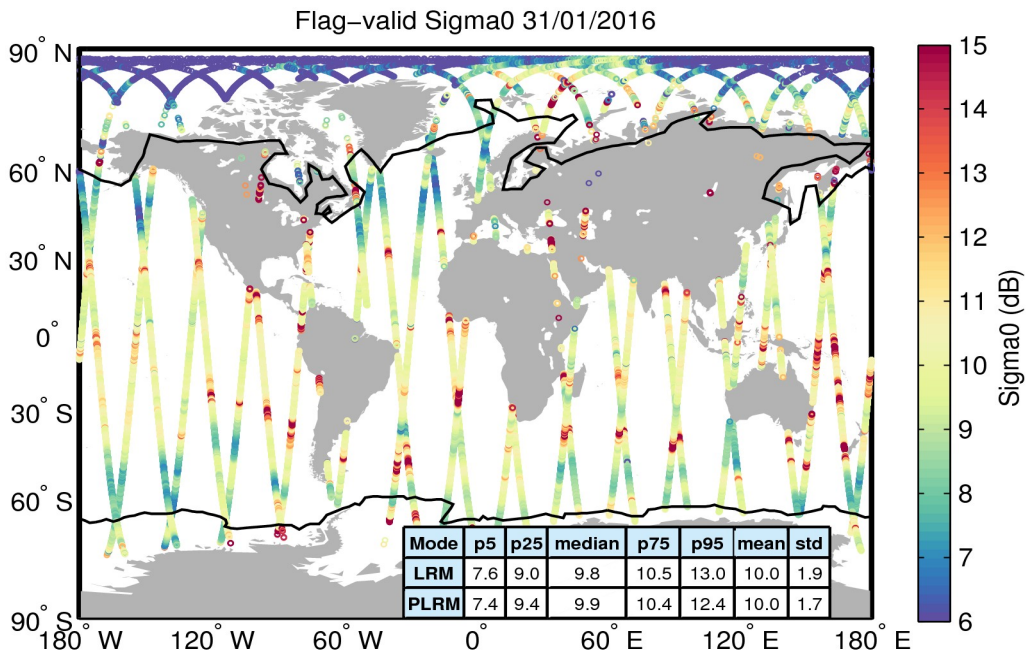 Flag−valid Sigma0 31/01/2016
90° N
60° N
30° N
0°
30° S
60° S
90° S
180° W
120° W
60° W
0°
60° E
120° E
180° E
Mode p5 p25 median p75 p95 mean std
LRM 7.6 9.0 9.8 10.5 13.0 10.0 1.9
PLRM 7.4 9.4 9.9 10.4 12.4 10.0 1.7
15
14
13
12
11
10
9
8
7
6
Sigma0 (dB)